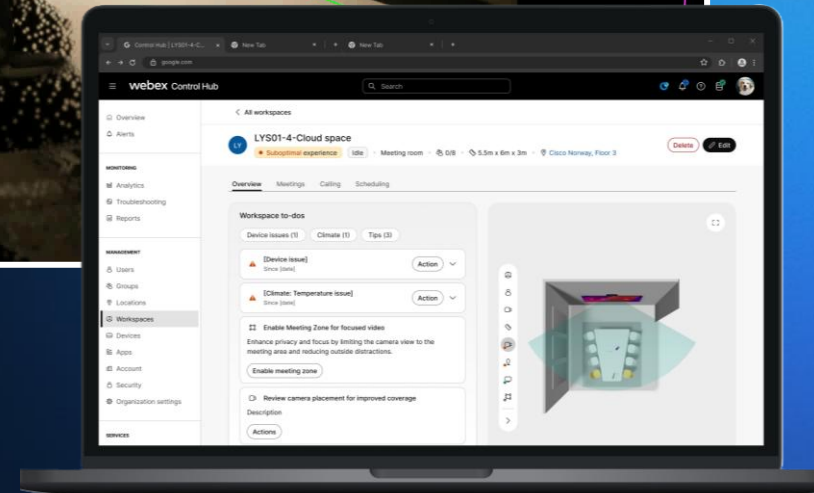 Control Hub | LYS01-4-C...
New Tab
New Tab
google.com
webex Control Hub
Search
Overview
Alerts
MONITORING
Analytics
Troubleshooting
Reports
MANAGEMENT
Users
Groups
Locations
Workspaces
Devices
Apps
Account
Security
Organization settings
SERVICES
All workspaces
LY
LYS01-4-Cloud space
Suboptimal experience Idle Meeting room 0/8 5.5m x 6m x 3m Cisco Norway, Floor 3
Delete Edit
Overview Meetings Calling Scheduling
Workspace to-dos
Device issues (1) Climate (1) Tips (3)
[Device issue]
Since [date]
Action
[Climate: Temperature issue]
Since [date]
Action
Enable Meeting Zone for focused video
Enhance privacy and focus by limiting the camera view to the
meeting area and reducing outside distractions.
Enable meeting zone
Review camera placement for improved coverage
Description
Actions